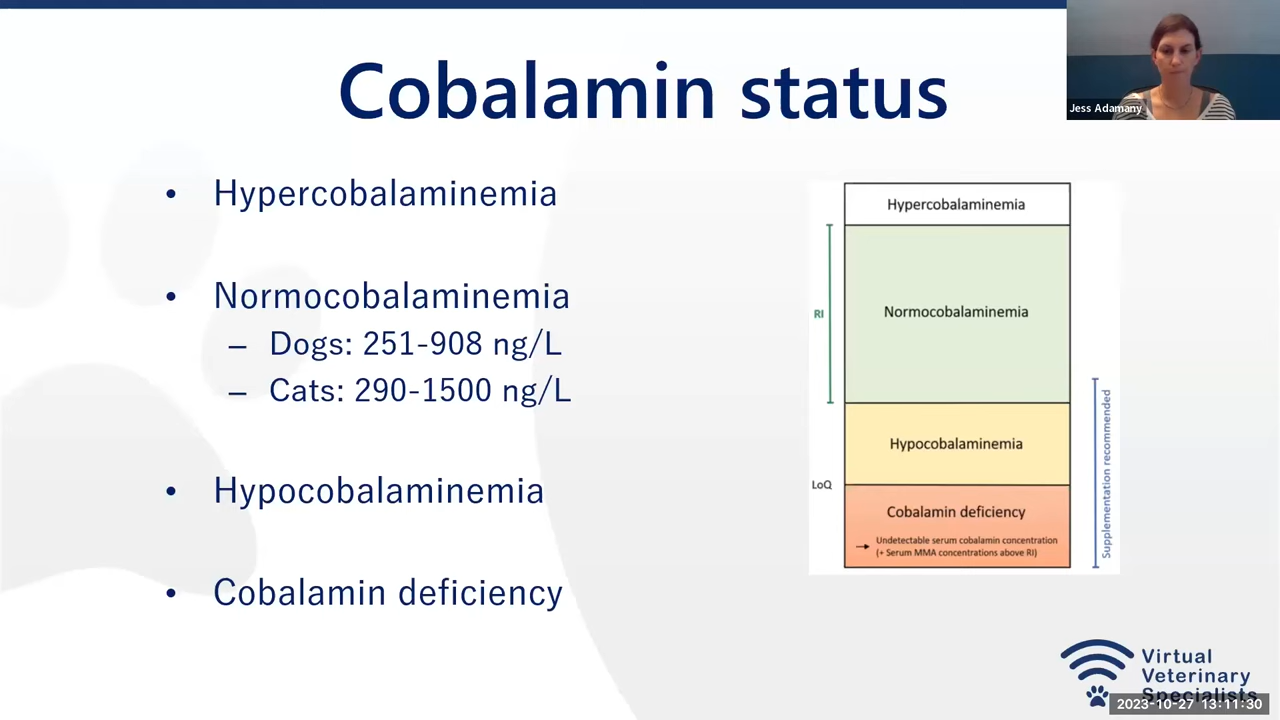 Cobalamin status
Jess Adamany
• Hypercobalaminemia
• Normocobalaminemia
– Dogs: 251-908 ng/L
– Cats: 290-1500 ng/L
• Hypocobalaminemia
• Cobalamin deficiency
Hypercobalaminemia
RI
Normocobalaminemia
Hypocobalaminemia
LoQ
Cobalamin deficiency
→ Undetectable serum cobalamin concentration
(+ Serum MMA concentrations above RI)
Supplementation recommended
Virtual
Veterinary
Specialists
2023-10-27 13:11:30